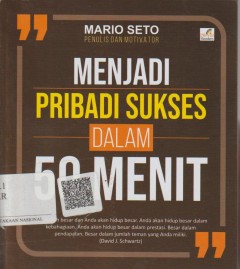 MARIO SETO
PENULIS DAN MOTIVATOR
MENJADI
PRIBADI SUKSES
DALAM
50 MENIT
besar dan Anda akan hidup besar. Anda akan hidup besar dalam
kebahagiaan, Anda akan hidup besar dalam prestasi. Besar dalam
pendapatan. Besar dalam jumlah teman yang Anda miliki.
(David J. Schwartz)